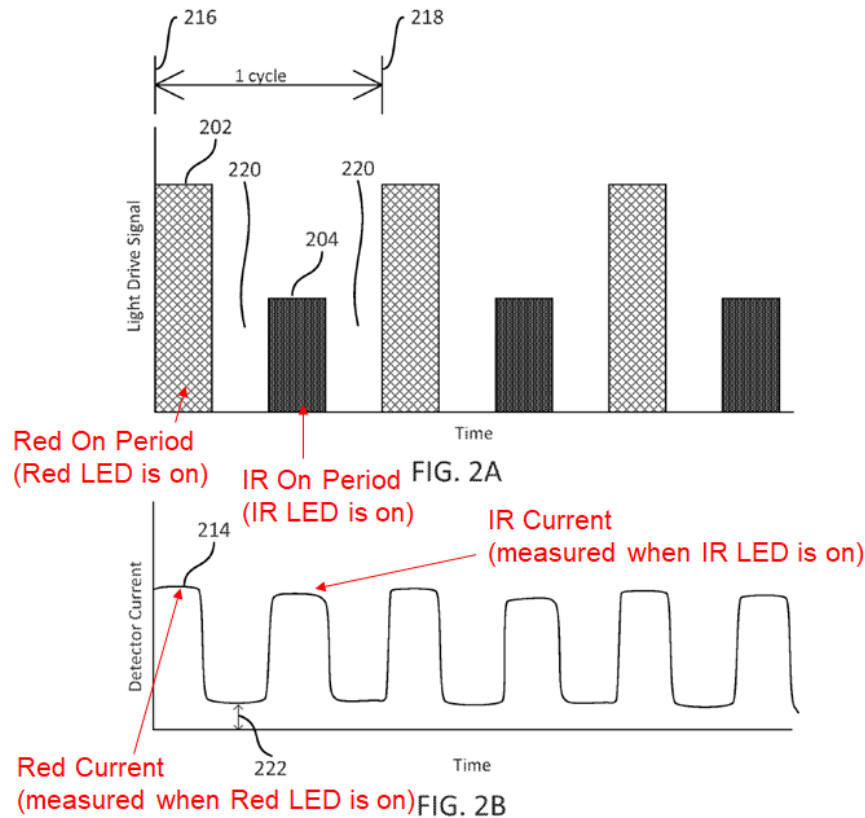 216
218
1 cycle
202
220
220
204
Light Drive Signal
Time
Red On Period
(Red LED is on)
IR On Period
(IR LED is on)
FIG. 2A
IR Current
(measured when IR LED is on)
214
Detector Current
222
Time
Red Current
(measured when Red LED is on)
FIG. 2B